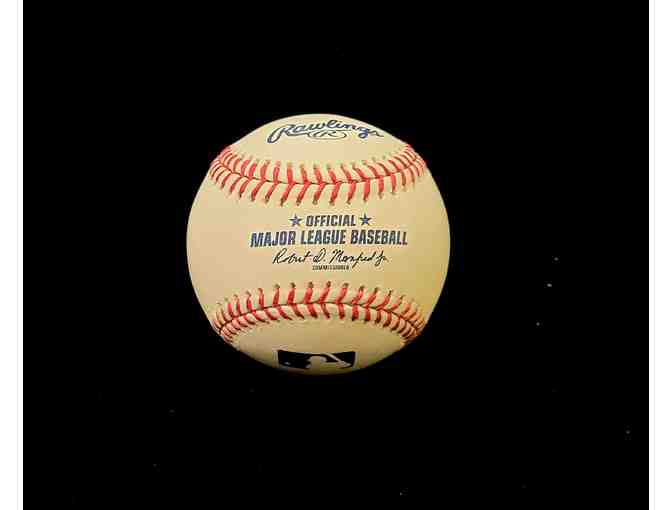 Rawlings
R
★ OFFICIAL ★
MAJOR LEAGUE BASEBALL
Robert D. Manfred Jr.
COMMISSIONER